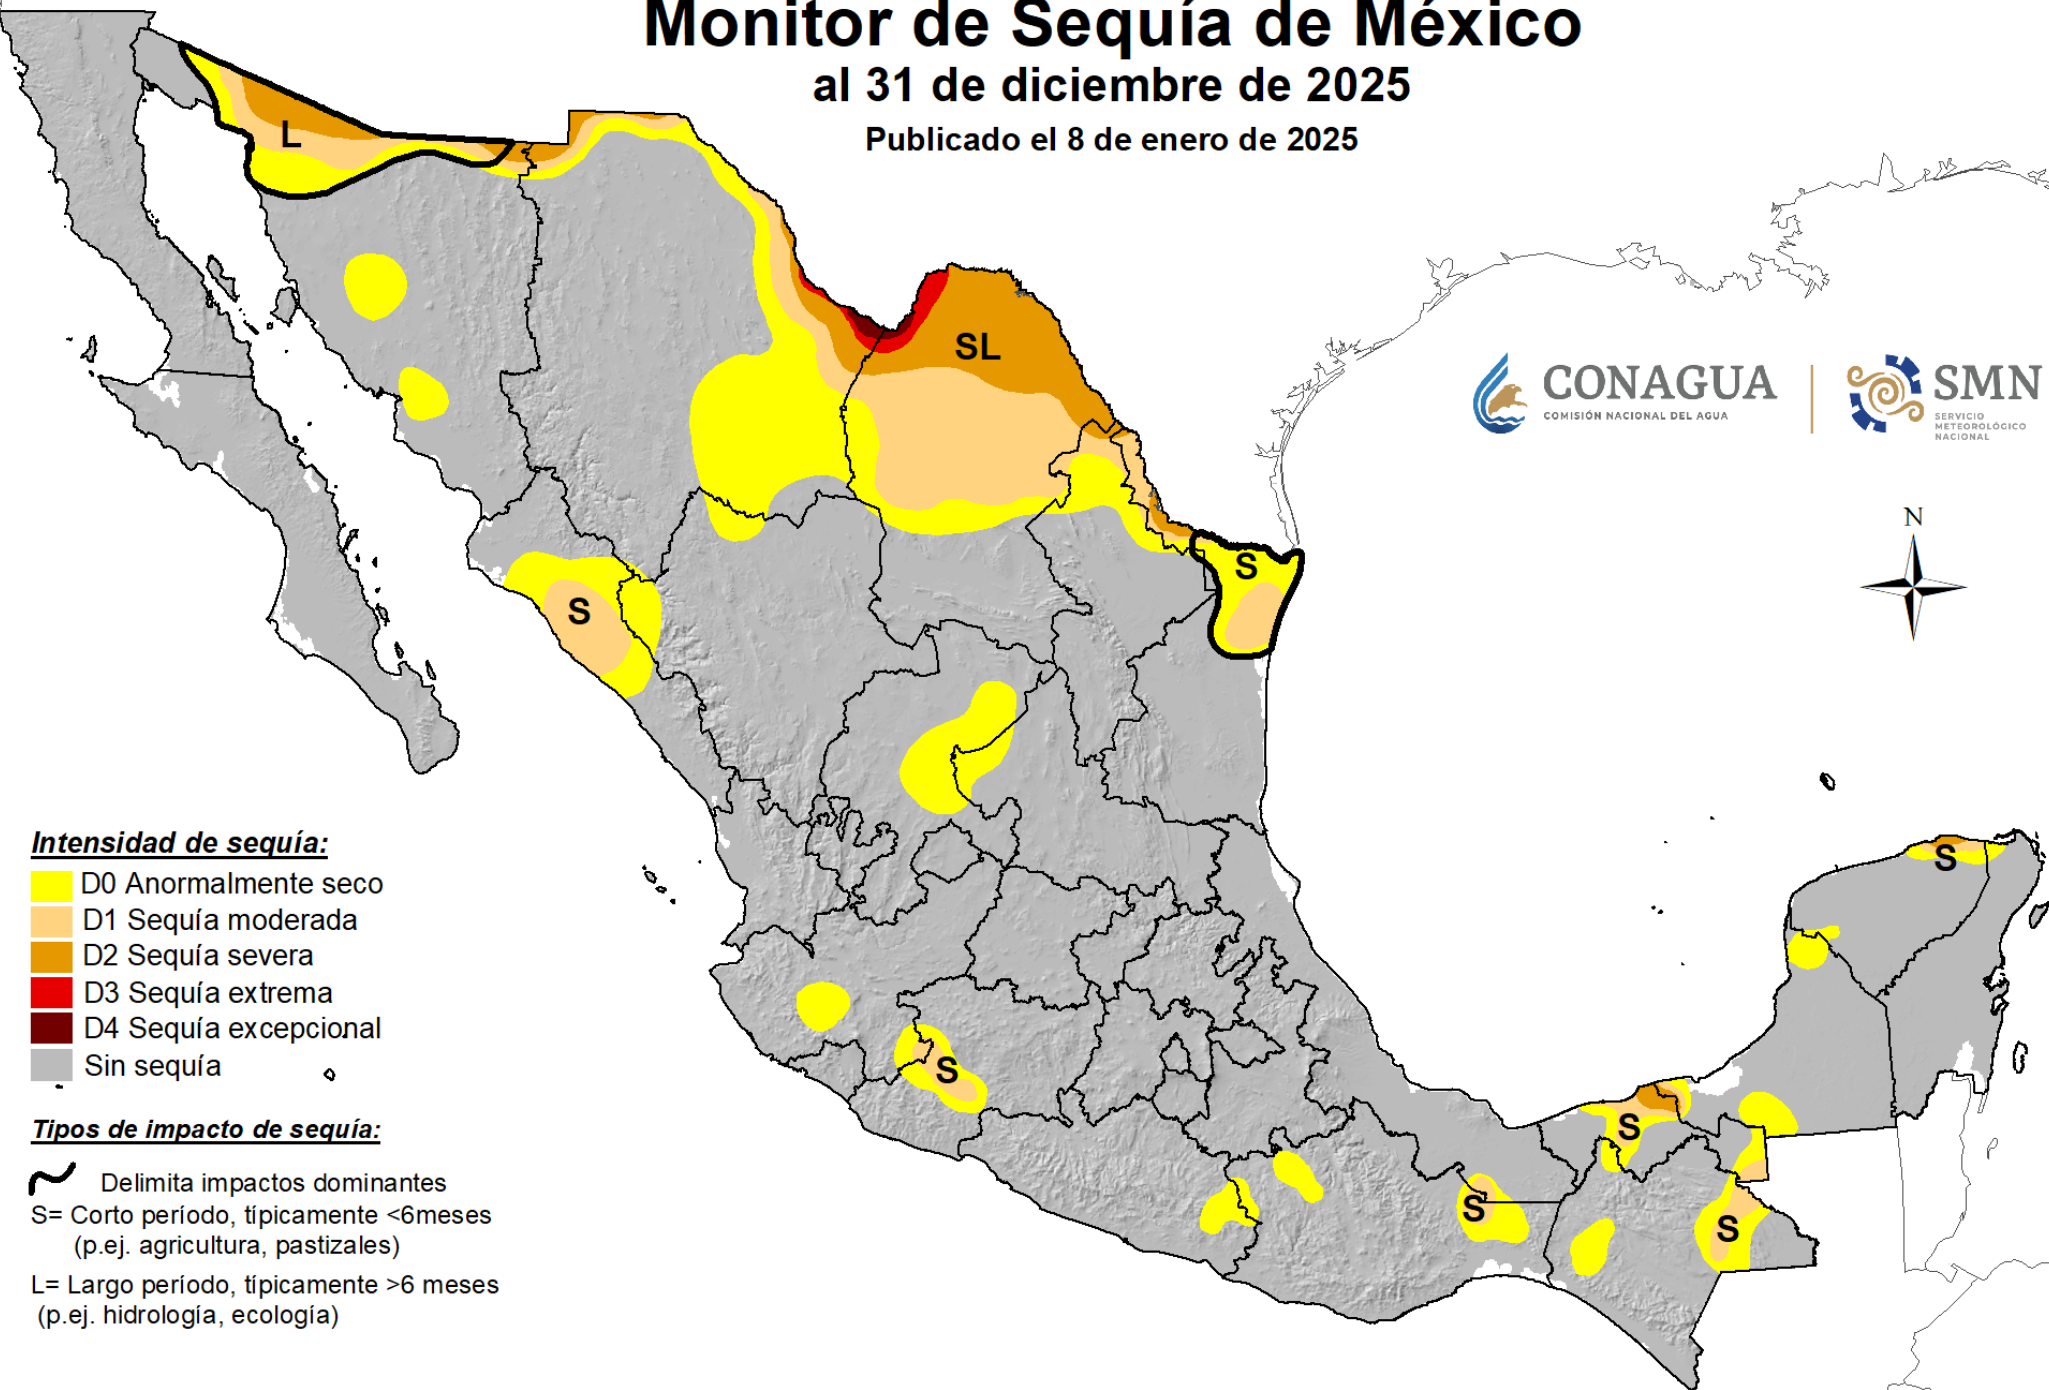 Monitor de Sequía de México
al 31 de diciembre de 2025
Publicado el 8 de enero de 2025
L
SL
CONAGUA
COMISIÓN NACIONAL DEL AGUA
SMN
SERVICIO
METEOROLÓGICO
NACIONAL
N
S
S
Intensidad de sequía:
D0 Anormalmente seco
D1 Sequía moderada
D2 Sequía severa
D3 Sequía extrema
D4 Sequía excepcional
Sin sequía
S
S
S
S
S
Tipos de impacto de sequía:
Delimita impactos dominantes
S= Corto período, típicamente <6meses
(p.ej. agricultura, pastizales)
L= Largo período, típicamente >6 meses
(p.ej. hidrología, ecología)